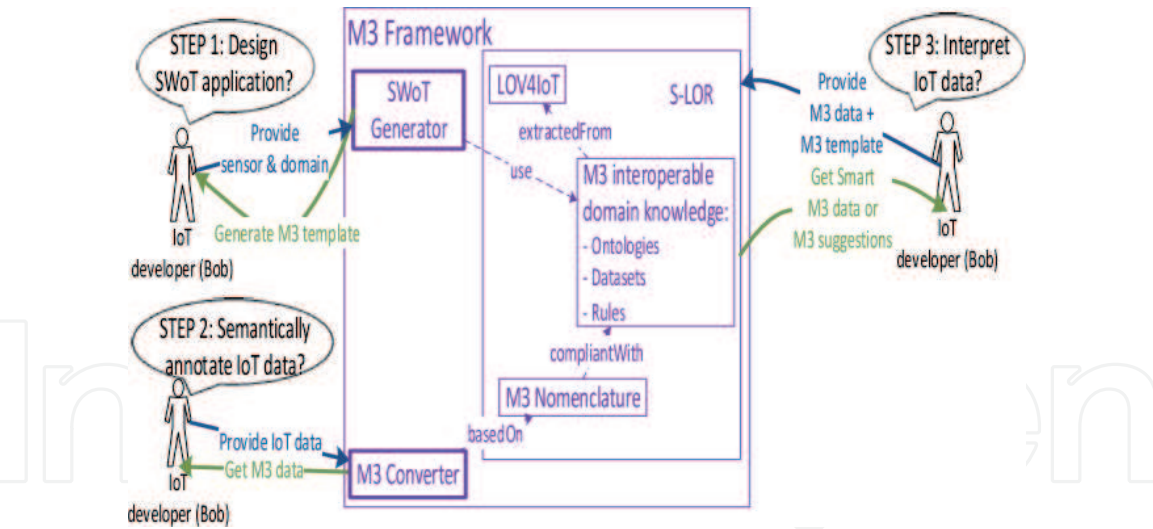 M3 Framework
STEP 1: Design
SWoT application?
Provide
sensor & domain
Generate M3 template
IoT
developer (Bob)
SWoT
Generator
use
LOV4IoT
S-LOR
extractedFrom
M3 interoperable
domain knowledge:
- Ontologies
- Datasets
- Rules
compliantWith
M3 Nomenclature
basedOn
M3 Converter
STEP 2: Semantically
annotate IoT data?
Provide IoT data
Get M3 data
IoT
developer (Bob)
STEP 3: Interpret
IoT data?
Provide
M3 data +
M3 template
Get Smart
M3 data or
M3 suggestions
IoT
developer (Bob)